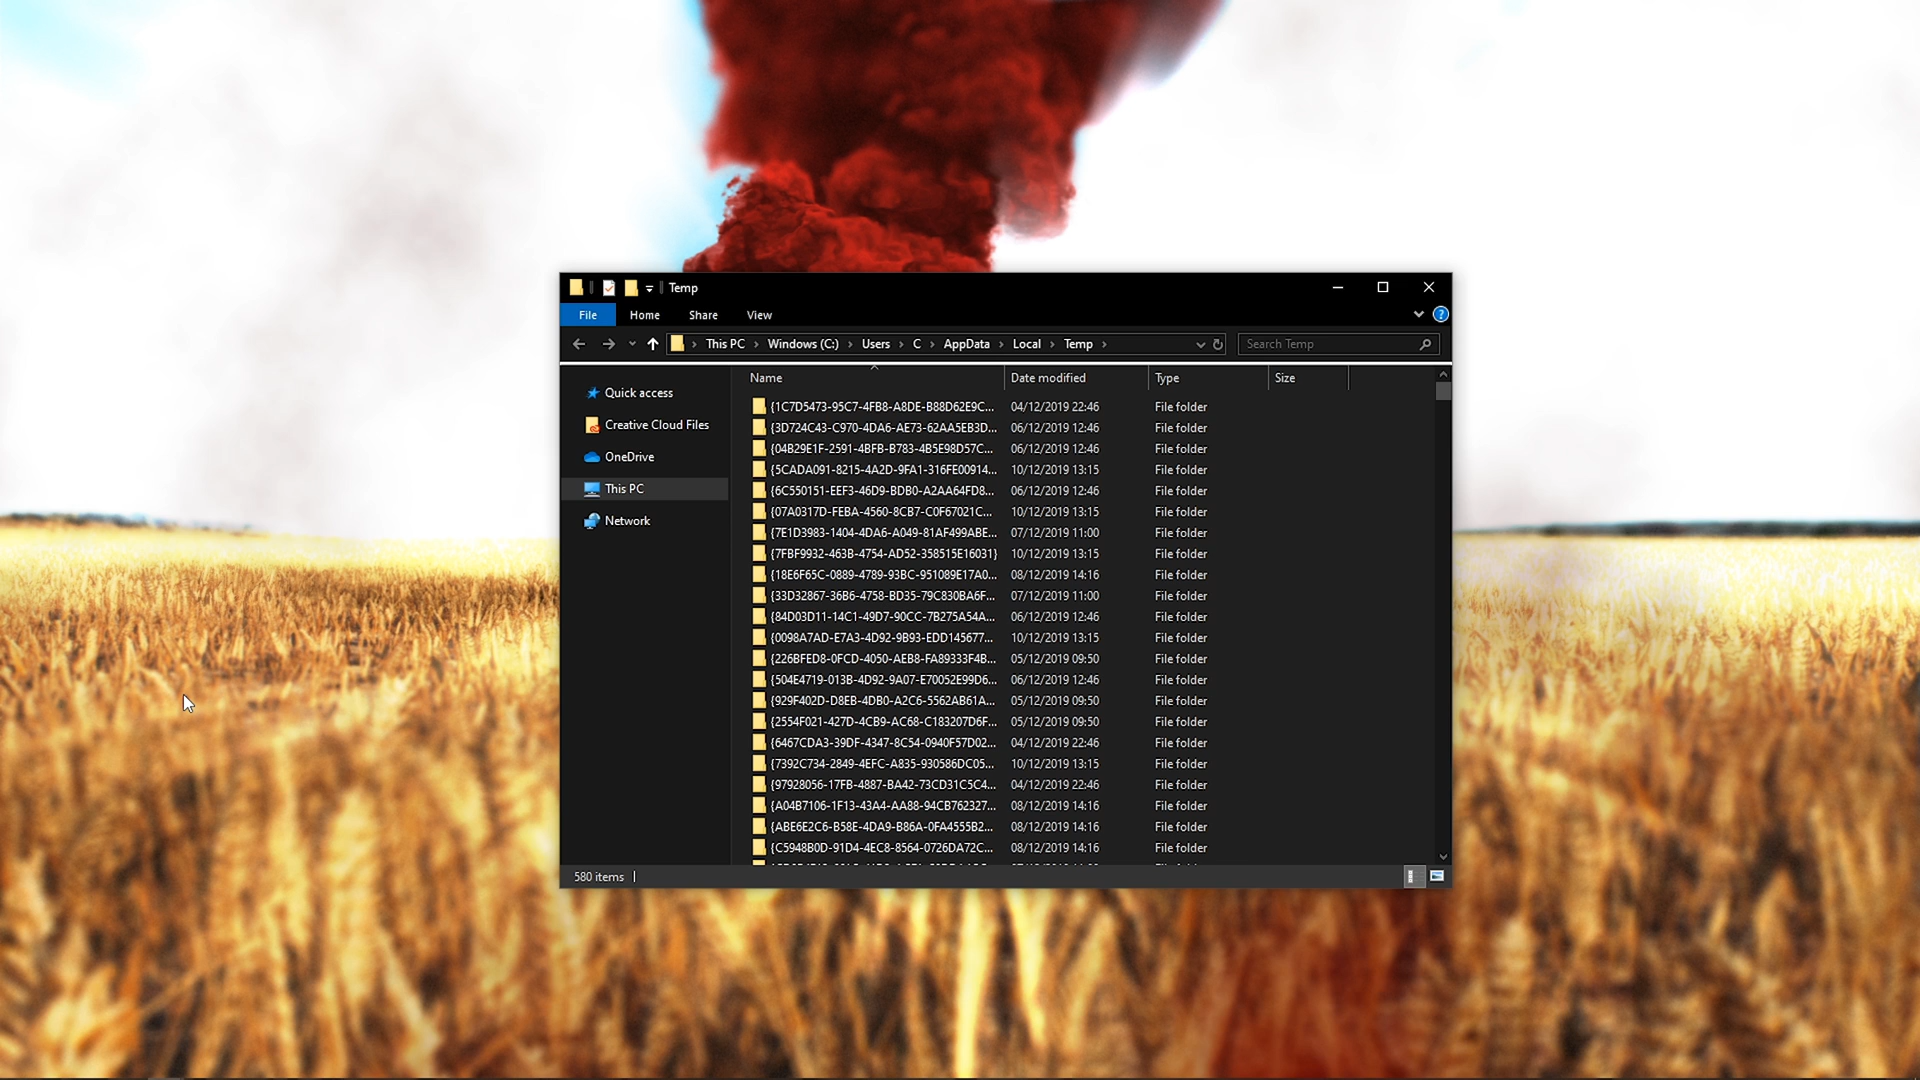 Temp
File Home Share View
This PC Windows (C:) Users C AppData Local Temp Search Temp
Quick access
Creative Cloud Files
OneDrive
This PC
Network
Name Date modified Type Size
{1C7D5473-95C7-4FB8-A8DE-B88D62E9C... 04/12/2019 22:46 File folder
{3D724C43-C970-4DA6-AE73-62AA5EB3D... 06/12/2019 12:46 File folder
{04B29E1F-2591-4BFB-B783-4B5E98D57C... 06/12/2019 12:46 File folder
{5CADA091-8215-4A2D-9FA1-316FE00914... 10/12/2019 13:15 File folder
{6C550151-EEF3-46D9-BDB0-A2AA64FD8... 06/12/2019 12:46 File folder
{07A0317D-FEBA-4560-8CB7-C0F67021C... 10/12/2019 13:15 File folder
{7E1D3983-1404-4DA6-A049-81AF499ABE... 07/12/2019 11:00 File folder
{7FBF9932-463B-4754-AD52-358515E16031} 10/12/2019 13:15 File folder
{18E6F65C-0889-4789-93BC-951089E17A0... 08/12/2019 14:16 File folder
{33D32867-36B6-4758-BD35-79C830BA6F... 07/12/2019 11:00 File folder
{84D03D11-14C1-49D7-90CC-7B275A54A... 06/12/2019 12:46 File folder
{0098A7AD-E7A3-4D92-9B93-EDD145677... 10/12/2019 13:15 File folder
{226BFED8-0FCD-4050-AEB8-FA89333F4B... 05/12/2019 09:50 File folder
{504E4719-013B-4D92-9A07-E70052E99D6... 06/12/2019 12:46 File folder
{929F402D-D8EB-4DB0-A2C6-5562AB61A... 05/12/2019 09:50 File folder
{2554F021-427D-4CB9-AC68-C183207D6F... 05/12/2019 09:50 File folder
{6467CDA3-39DF-4347-8C54-0940F57D02... 04/12/2019 22:46 File folder
{7392C734-2849-4EFC-A835-930586DC05... 10/12/2019 13:15 File folder
{97928056-17FB-4887-BA42-73CD31C5C4... 04/12/2019 22:46 File folder
{A04B7106-1F13-43A4-AA88-94CB762327... 08/12/2019 14:16 File folder
{ABE6E2C6-B58E-4DA9-B86A-0FA4555B2... 08/12/2019 14:16 File folder
{C5948B0D-91D4-4EC8-8564-0726DA72C... 08/12/2019 14:16 File folder
580 items